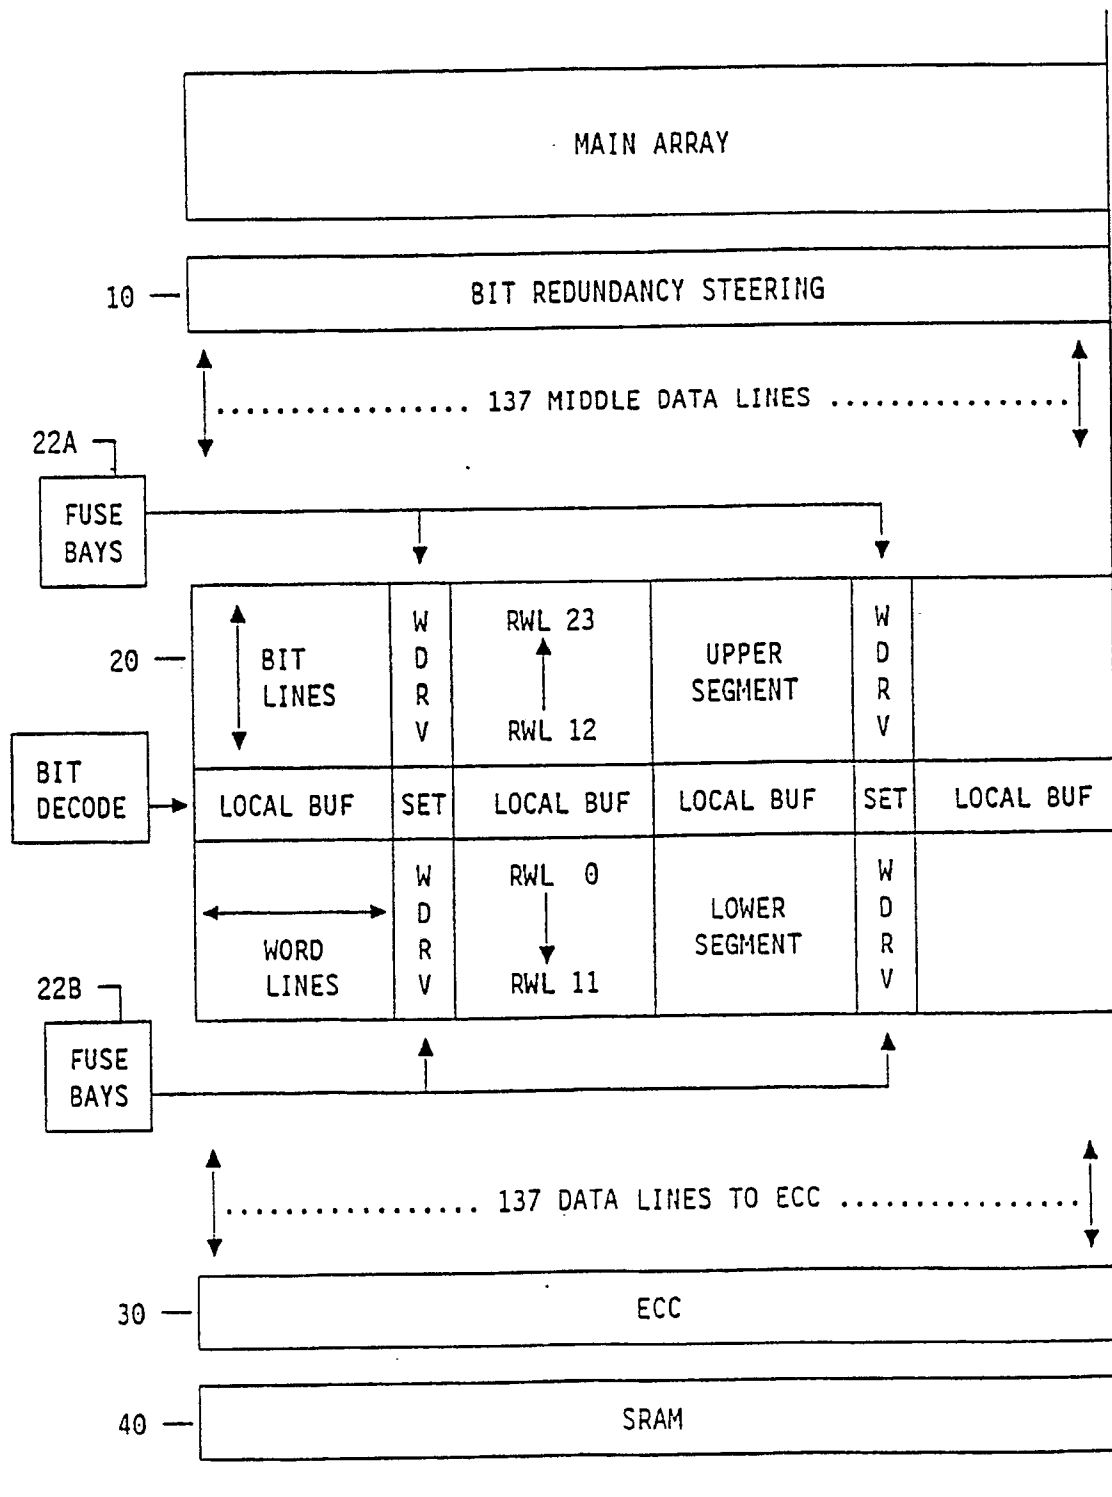 MAIN ARRAY
10
BIT REDUNDANCY STEERING
................. 137 MIDDLE DATA LINES ................
22A
FUSE
BAYS
20
BIT
LINES
W
D
R
V
RWL 23
RWL 12
UPPER
SEGMENT
W
D
R
V
BIT
DECODE
LOCAL BUF
SET
LOCAL BUF
LOCAL BUF
SET
LOCAL BUF
WORD
LINES
W
D
R
V
RWL 0
RWL 11
LOWER
SEGMENT
W
D
R
V
22B
FUSE
BAYS
................. 137 DATA LINES TO ECC ................
30
ECC
40
SRAM